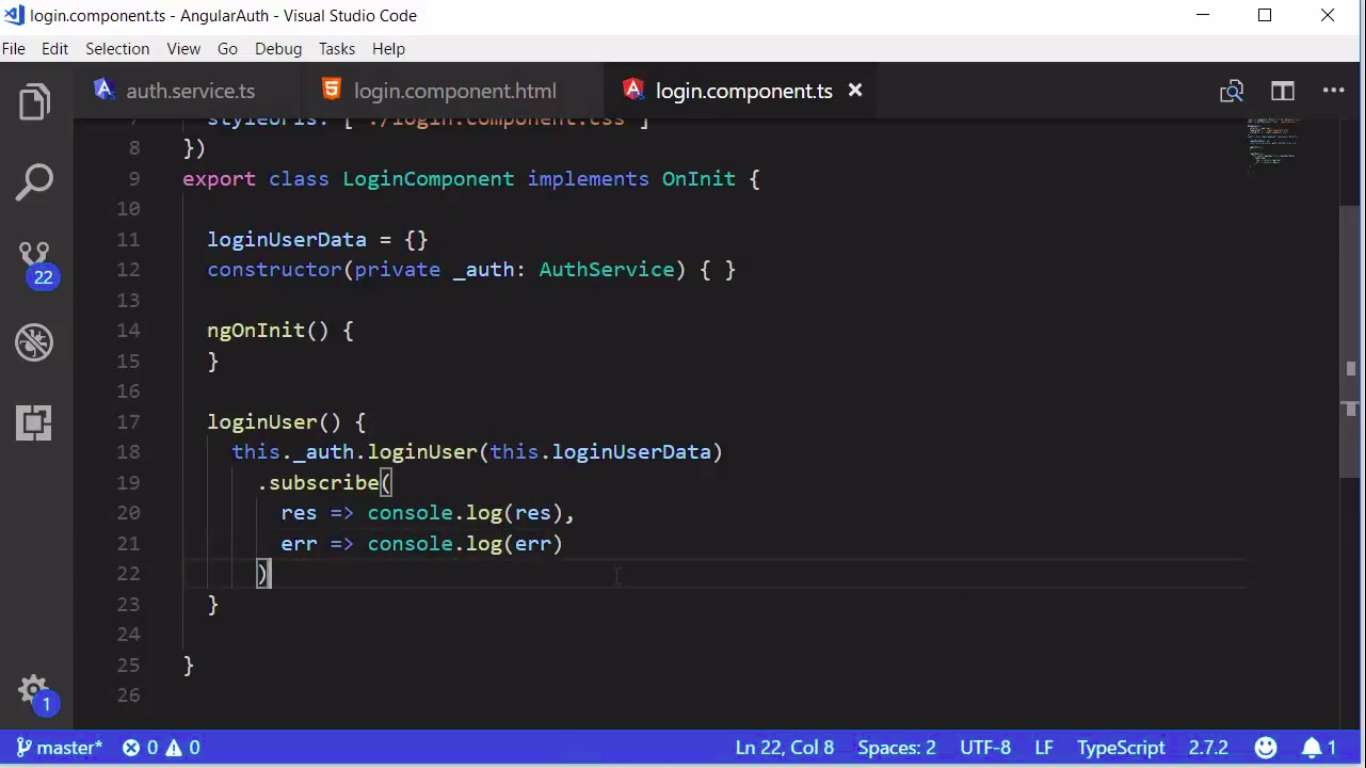 login.component.ts - AngularAuth - Visual Studio Code
File Edit Selection View Go Debug Tasks Help
auth.service.ts login.component.html login.component.ts
7 styleUrls: ['./login.component.css']
8 })
9 export class LoginComponent implements OnInit {
10
11 loginUserData = {}
12 constructor(private _auth: AuthService) { }
13
14 ngOnInit() {
15 }
16
17 loginUser() {
18 this._auth.loginUser(this.loginUserData)
19 .subscribe(
20 res => console.log(res),
21 err => console.log(err)
22 )
23 }
24
25 }
26
22
1
master* 0 0 Ln 22, Col 8 Spaces: 2 UTF-8 LF TypeScript 2.7.2 1